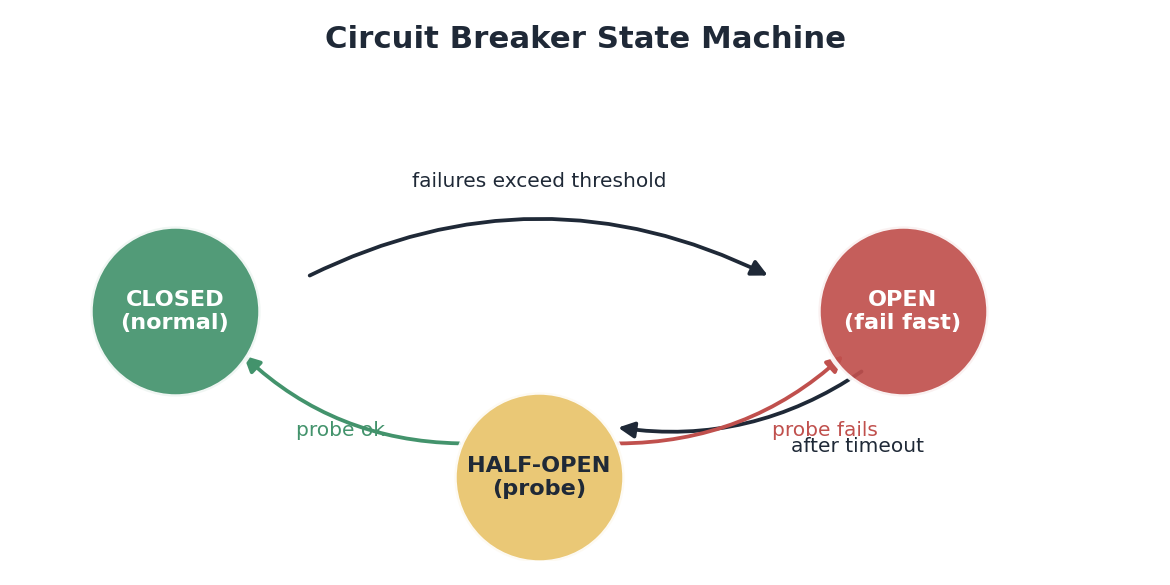 Circuit Breaker State Machine
failures exceed threshold
CLOSED
(normal)
OPEN
(fail fast)
probe ok
probe fails
after timeout
HALF-OPEN
(probe)